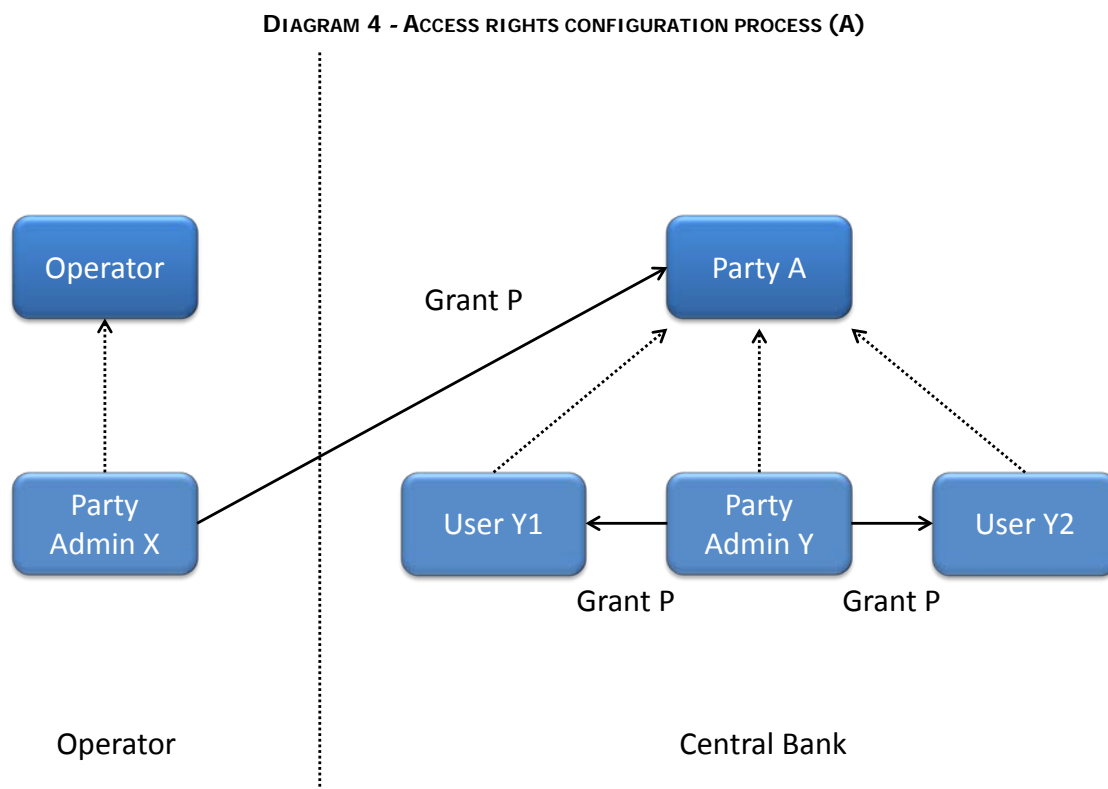 DIAGRAM 4 - ACCESS RIGHTS CONFIGURATION PROCESS (A)
Operator
Party A
Grant P
Party
Admin X
User Y1
Party
Admin Y
User Y2
Grant P
Grant P
Operator
Central Bank